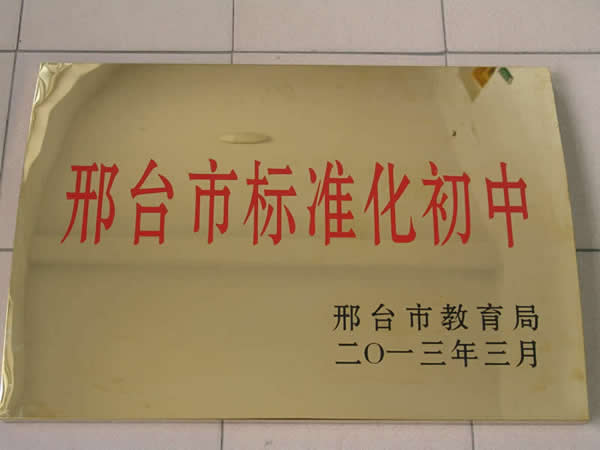 邢台市标准化初中
邢台市教育局
二〇一三年三月